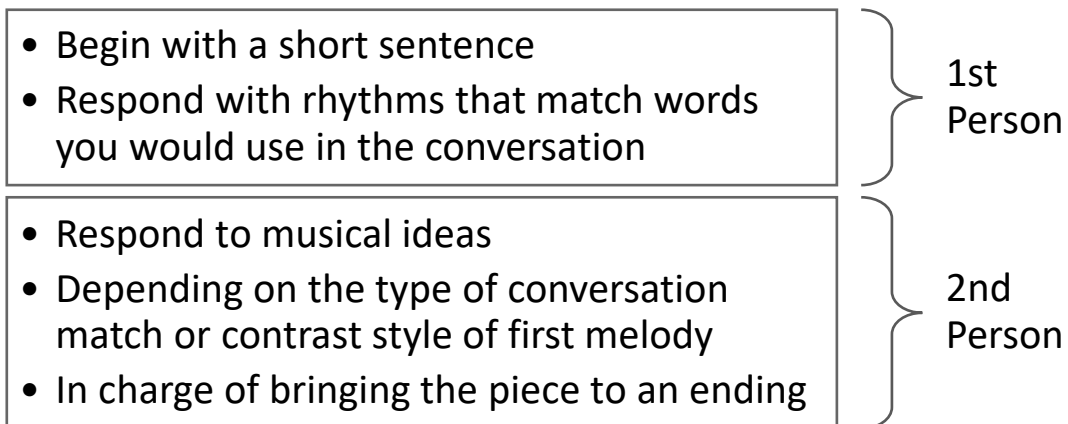 • Begin with a short sentence
• Respond with rhythms that match words
you would use in the conversation
1st
Person
• Respond to musical ideas
• Depending on the type of conversation
match or contrast style of first melody
• In charge of bringing the piece to an ending
2nd
Person